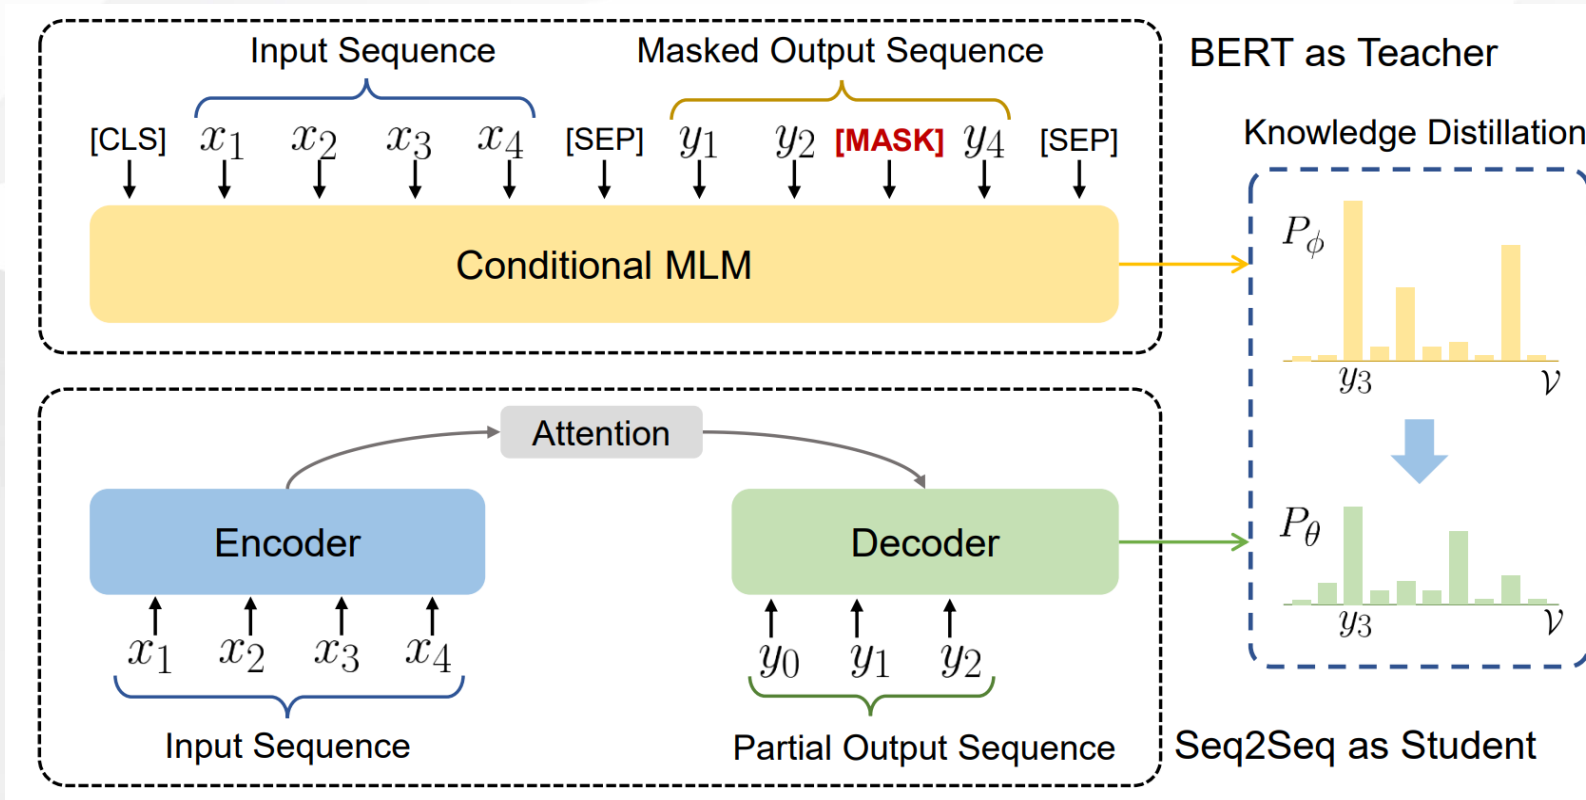 Input Sequence
Masked Output Sequence
BERT as Teacher
[CLS] x1 x2 x3 x4 [SEP] y1 y2 [MASK] y4 [SEP]
Knowledge Distillation
Conditional MLM
Pϕ
y3 𝒱
Attention
Encoder
Decoder
Pθ
y3 𝒱
x1 x2 x3 x4
y0 y1 y2
Input Sequence
Partial Output Sequence
Seq2Seq as Student